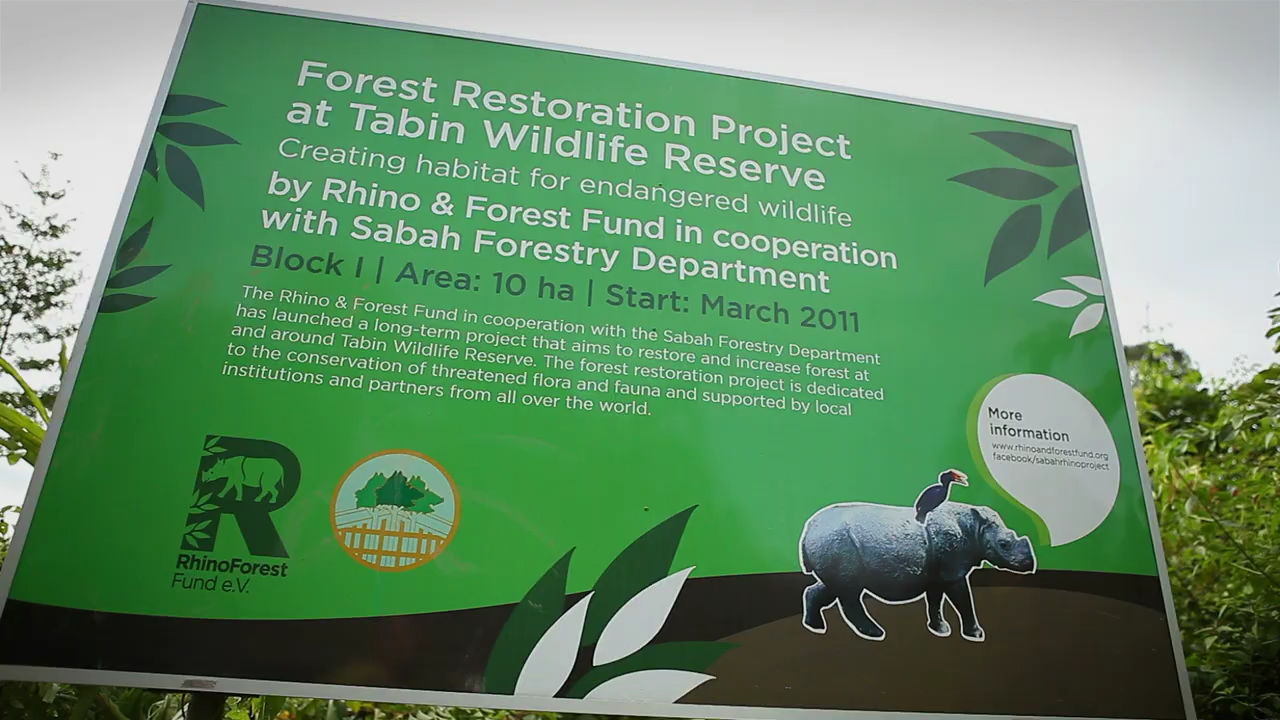 Forest Restoration Project
at Tabin Wildlife Reserve
Creating habitat for endangered wildlife
by Rhino & Forest Fund in cooperation
with Sabah Forestry Department
Block I | Area: 10 ha | Start: March 2011
The Rhino & Forest Fund in cooperation with the Sabah Forestry Department
has launched a long-term project that aims to restore and increase forest at
and around Tabin Wildlife Reserve. The forest restoration project is dedicated
to the conservation of threatened flora and fauna and supported by local
institutions and partners from all over the world.
More
information
www.rhinoandforestfund.org
facebook/sabahrhinoproject
R
RhinoForest
Fund e.V.